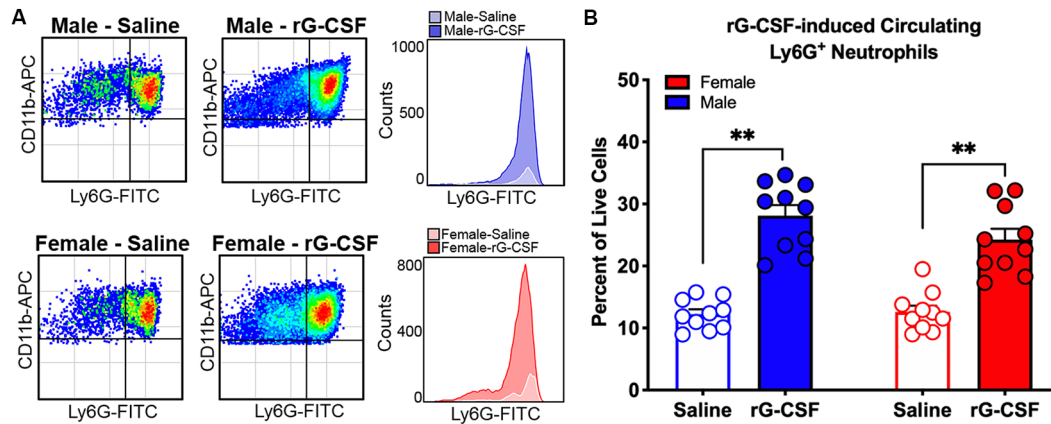 A
Male - Saline
CD11b-APC
Ly6G-FITC
Male - rG-CSF
CD11b-APC
Ly6G-FITC
Male-Saline
Male-rG-CSF
1000
500
0
Counts
Ly6G-FITC
Female - Saline
CD11b-APC
Ly6G-FITC
Female - rG-CSF
CD11b-APC
Ly6G-FITC
Female-Saline
Female-rG-CSF
800
400
0
Counts
Ly6G-FITC
B
rG-CSF-induced Circulating
Ly6G⁺ Neutrophils
Female
Male
Percent of Live Cells
50
40
30
20
10
0
**
**
Saline
rG-CSF
Saline
rG-CSF